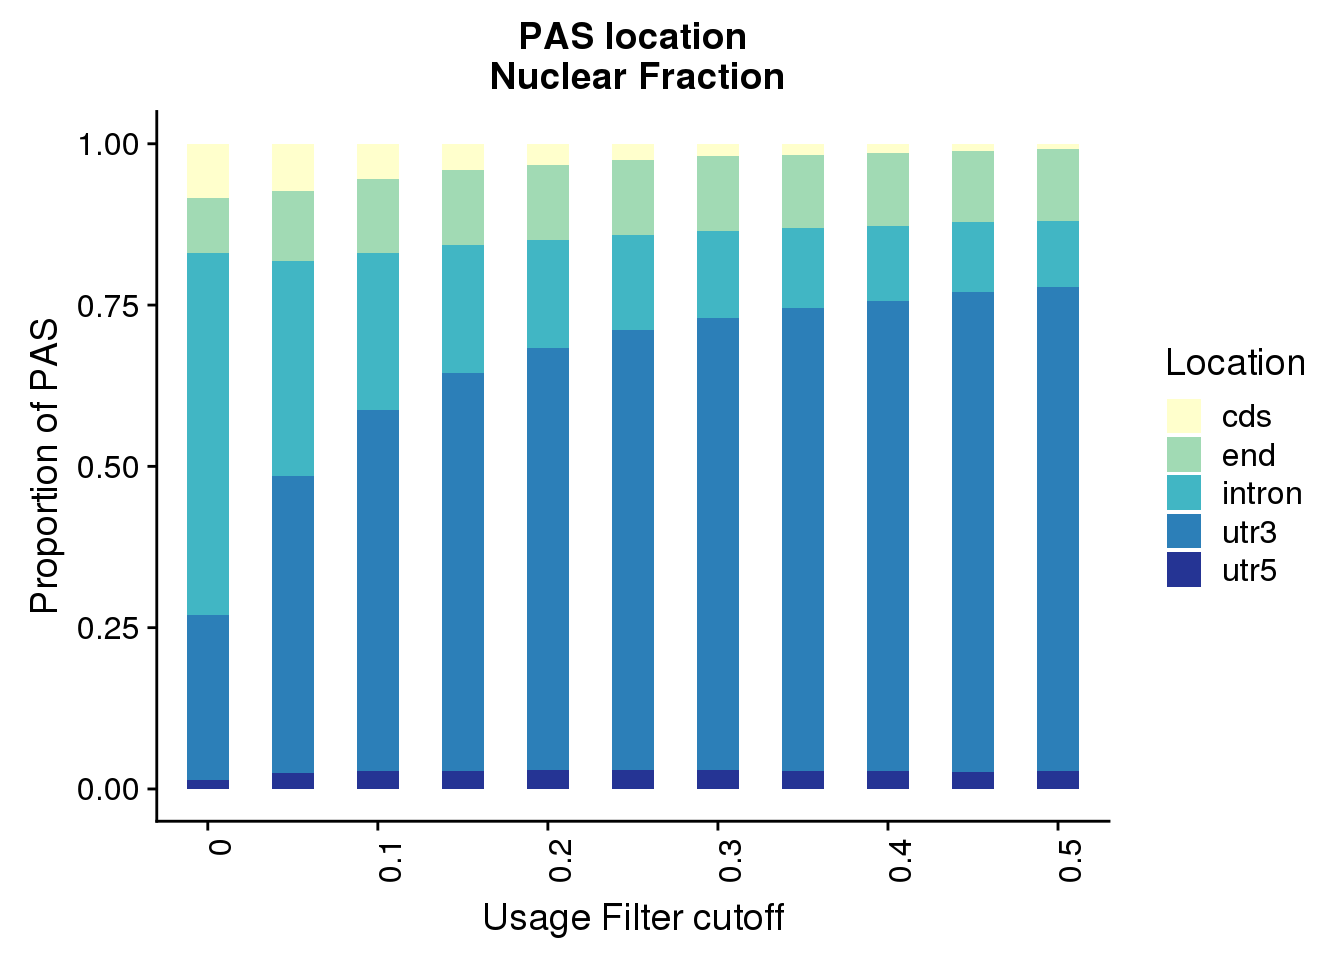 PAS location
Nuclear Fraction
Proportion of PAS
1.00
0.75
0.50
0.25
0.00
0
0.1
0.2
0.3
0.4
0.5
Usage Filter cutoff
Location
cds
end
intron
utr3
utr5